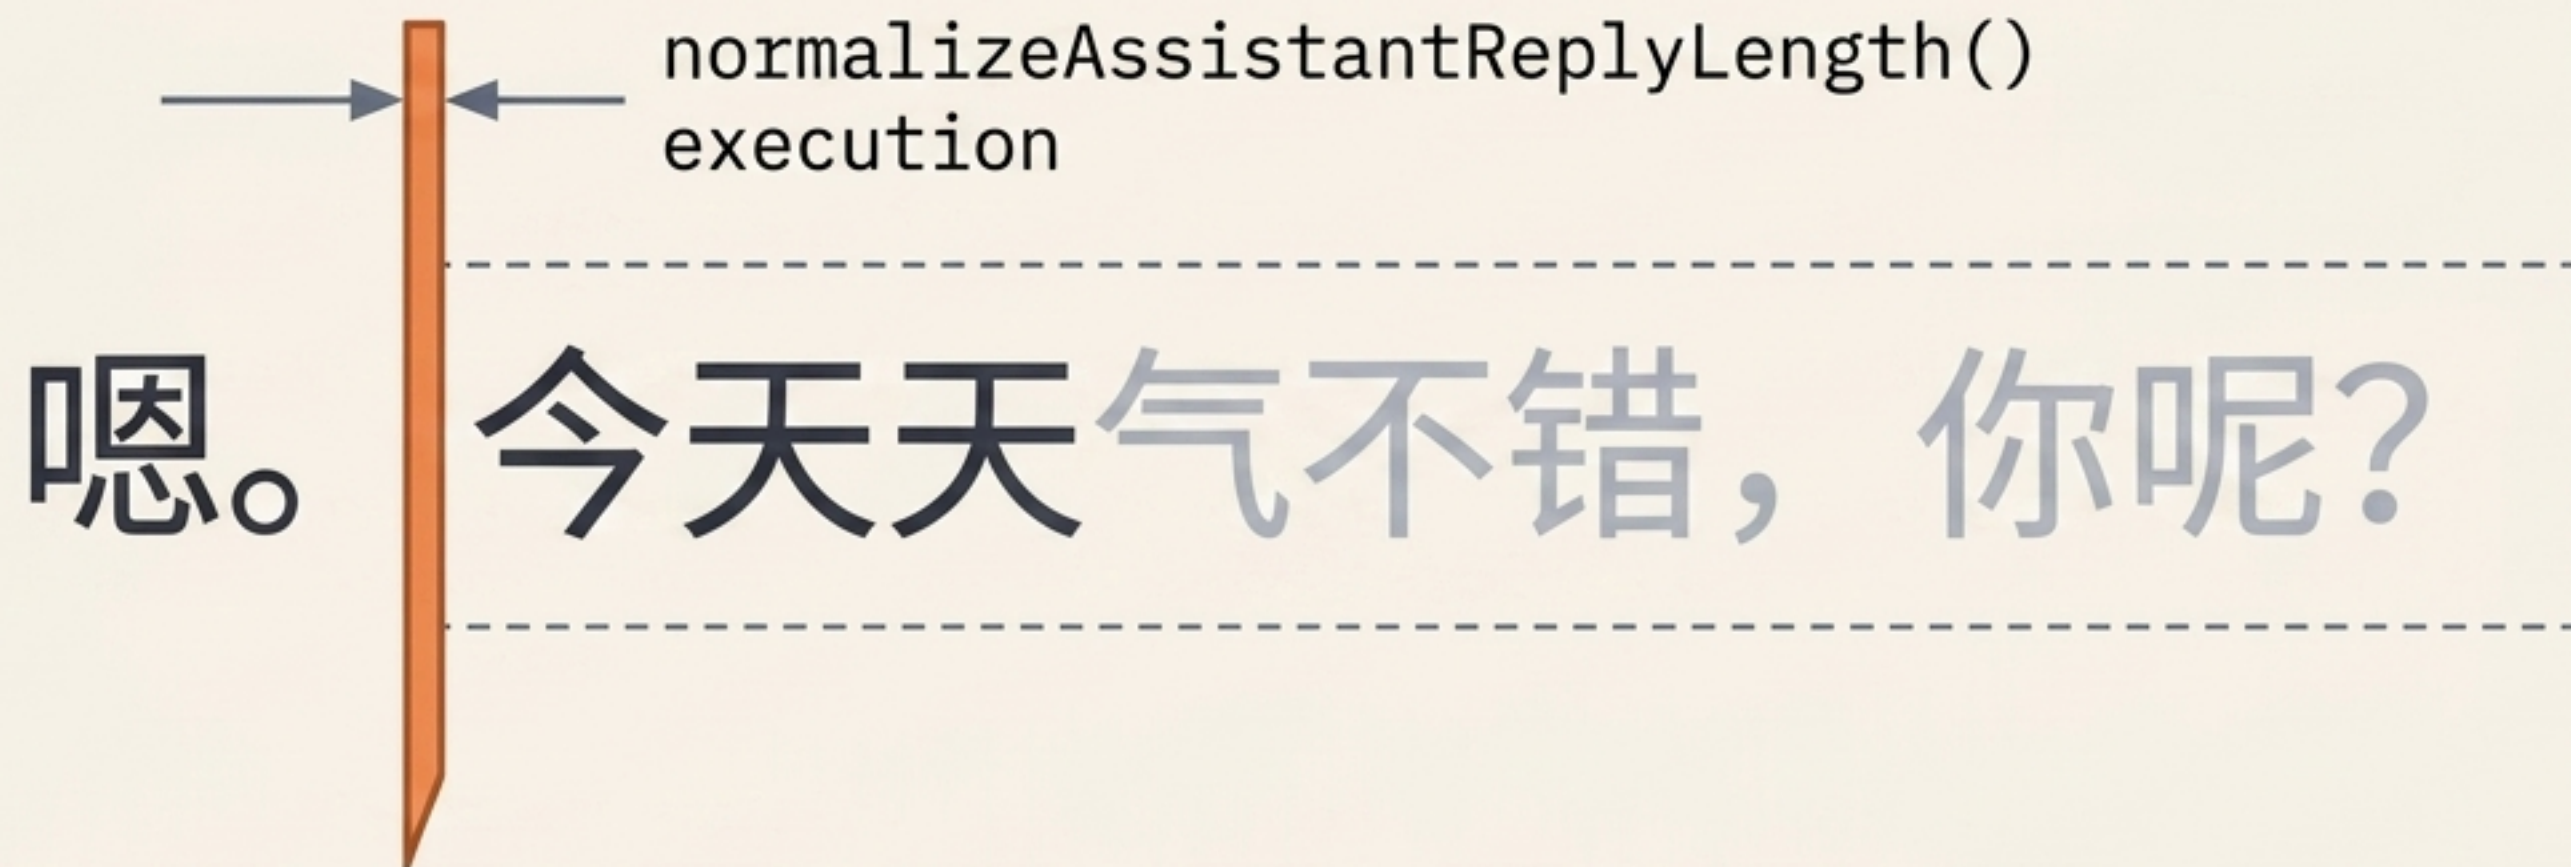 normalizeAssistantReplyLength()
execution
嗯。今天天气不错，你呢？